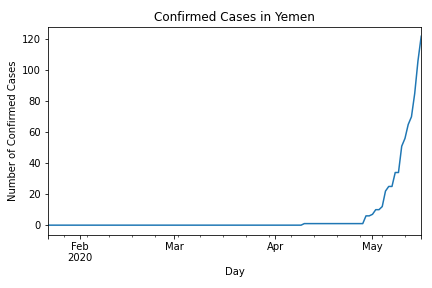 Confirmed Cases in Yemen
120
100
80
60
40
20
0
Number of Confirmed Cases
Feb
2020
Mar
Apr
May
Day